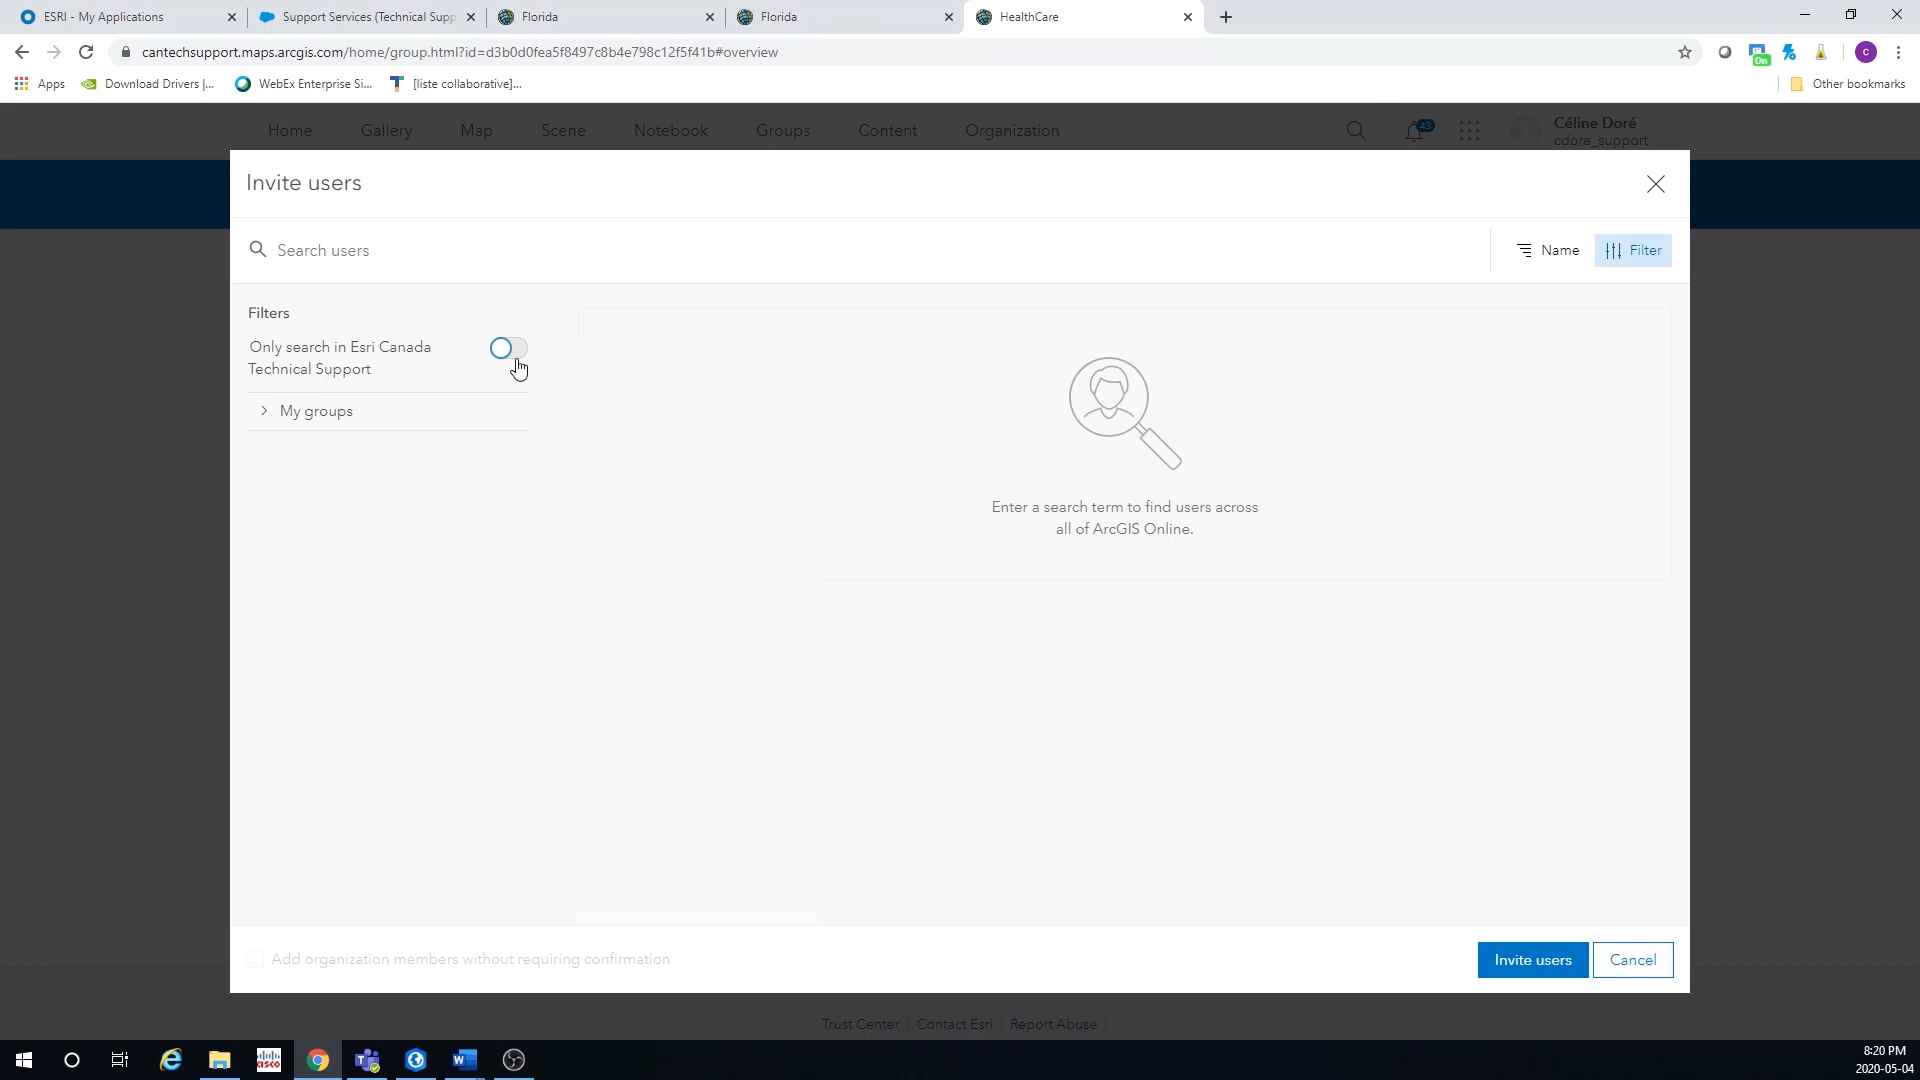 ESRI - My Applications
Support Services (Technical Supp
Florida
Florida
HealthCare
cantechsupport.maps.arcgis.com/home/group.html?id=d3b0d0fea5f8497c8b4e798c12f5f41b#overview
On
c
Apps
Download Drivers |...
WebEx Enterprise Si...
[liste collaborative]...
Other bookmarks
Home
Gallery
Map
Scene
Notebook
Groups
Content
Organization
43
Céline Doré
cdore_support
Invite users
Search users
Name
Filter
Filters
Only search in Esri Canada
Technical Support
My groups
Enter a search term to find users across
all of ArcGIS Online.
Add organization members without requiring confirmation
Invite users
Cancel
Trust Center
Contact Esri
Report Abuse
8:20 PM
2020-05-04